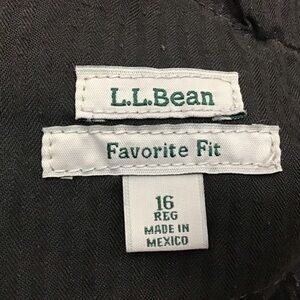 L.L.Bean
Favorite Fit
16
REG
MADE IN
MEXICO